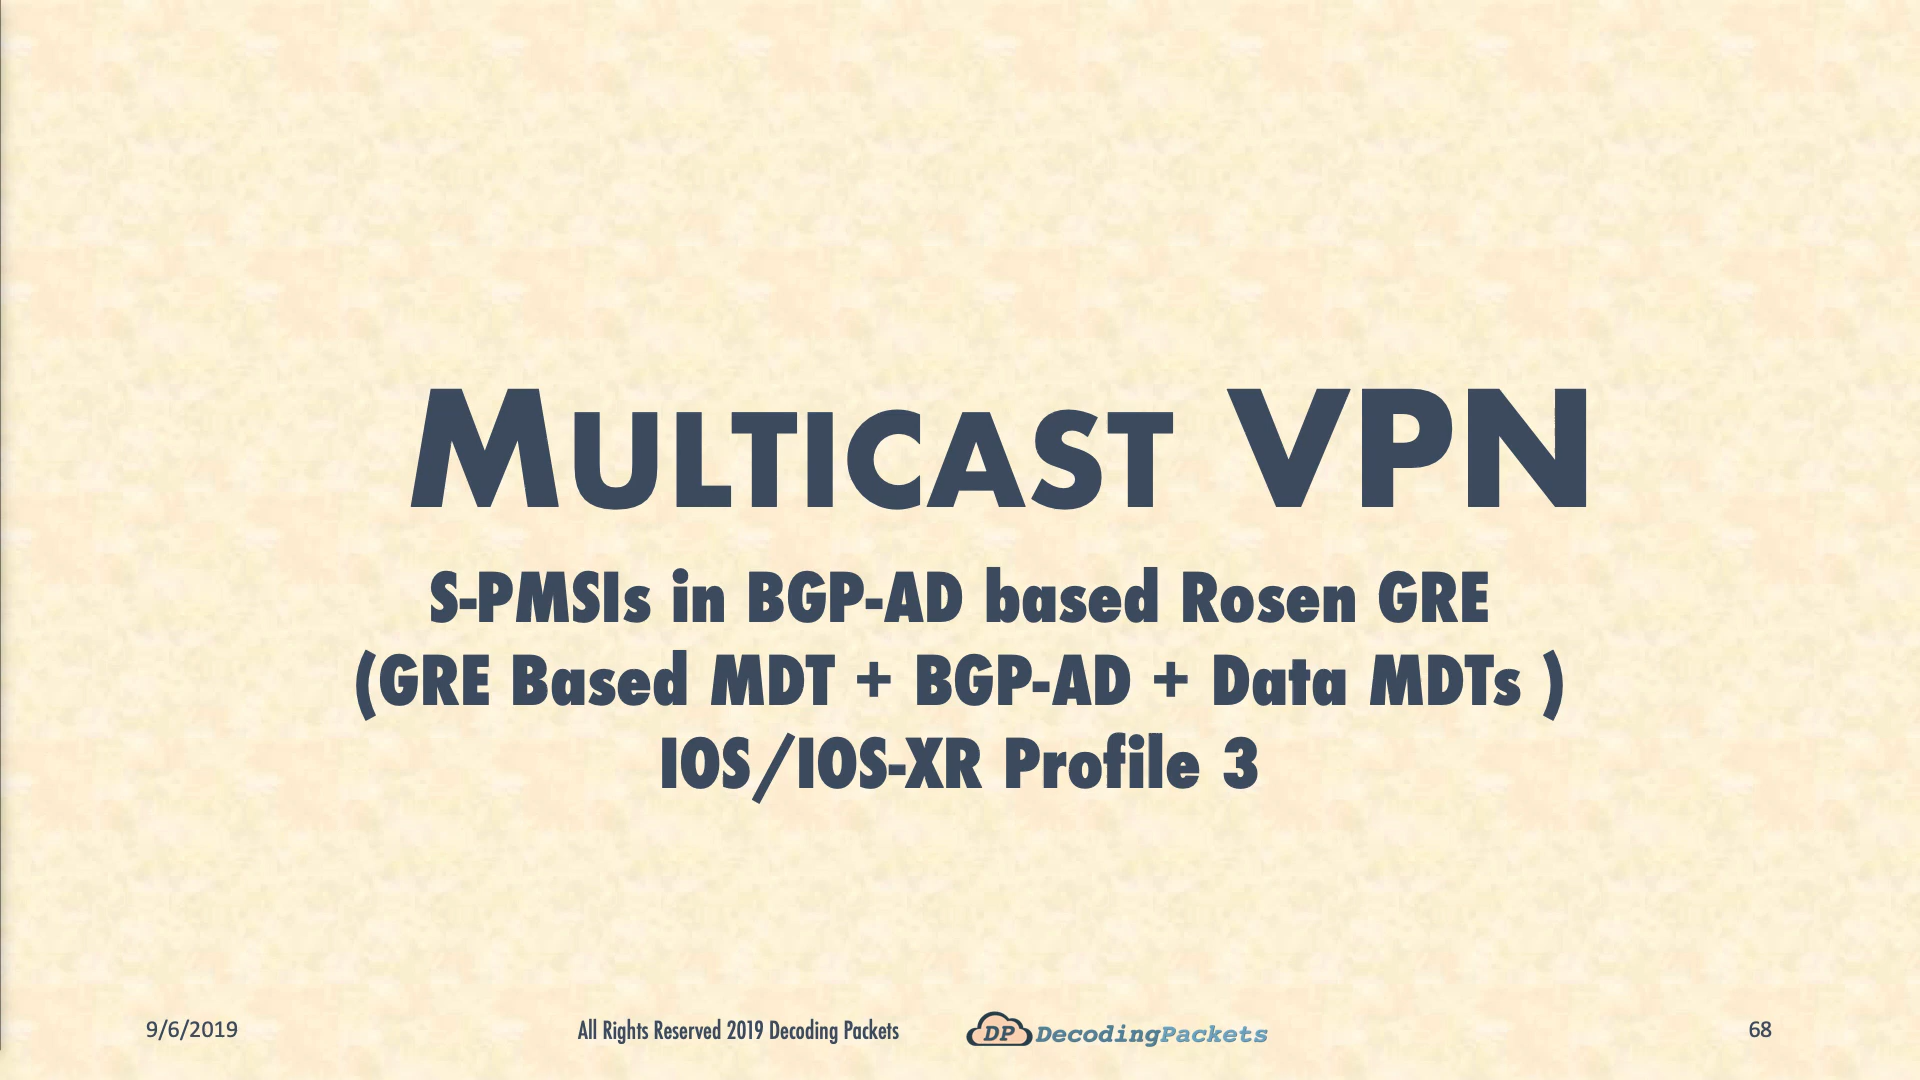 MULTICAST VPN
S-PMSIs in BGP-AD based Rosen GRE
(GRE Based MDT + BGP-AD + Data MDTs )
IOS/IOS-XR Profile 3
9/6/2019
All Rights Reserved 2019 Decoding Packets
DP DecodingPackets
68